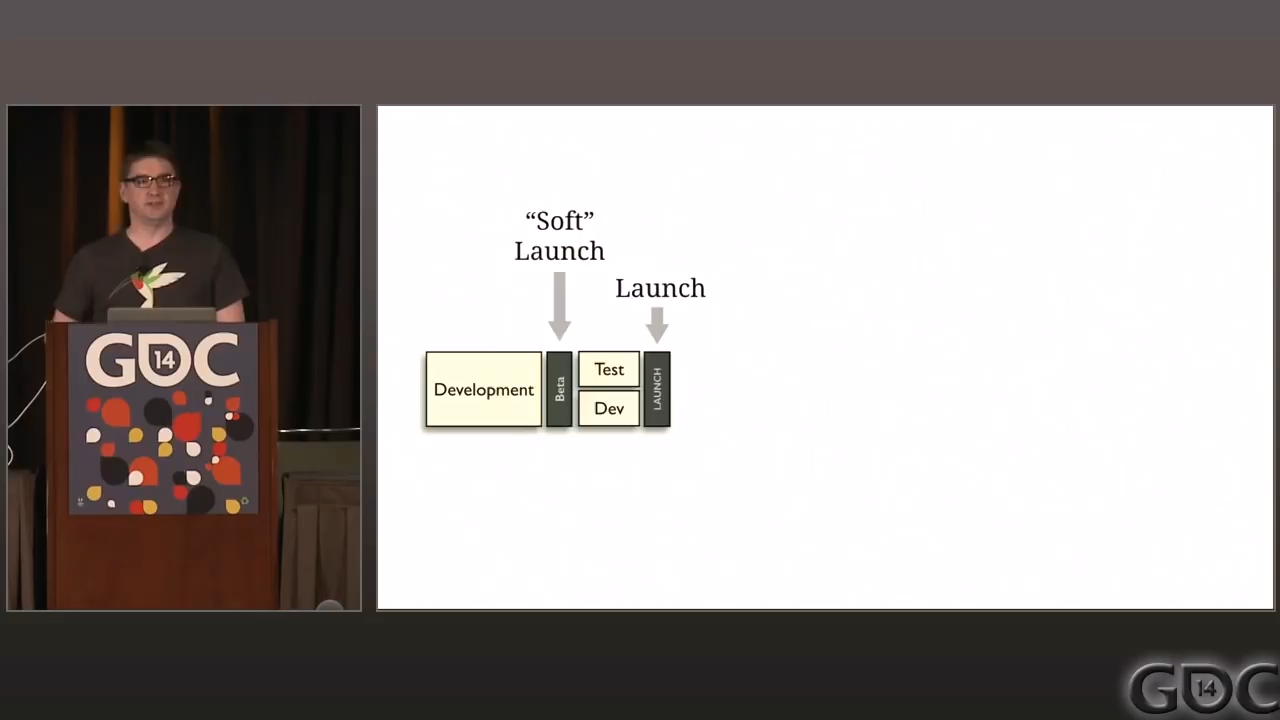 GDC
14
“Soft”
Launch
Launch
Development
Beta
Test
Dev
LAUNCH
GDC
14